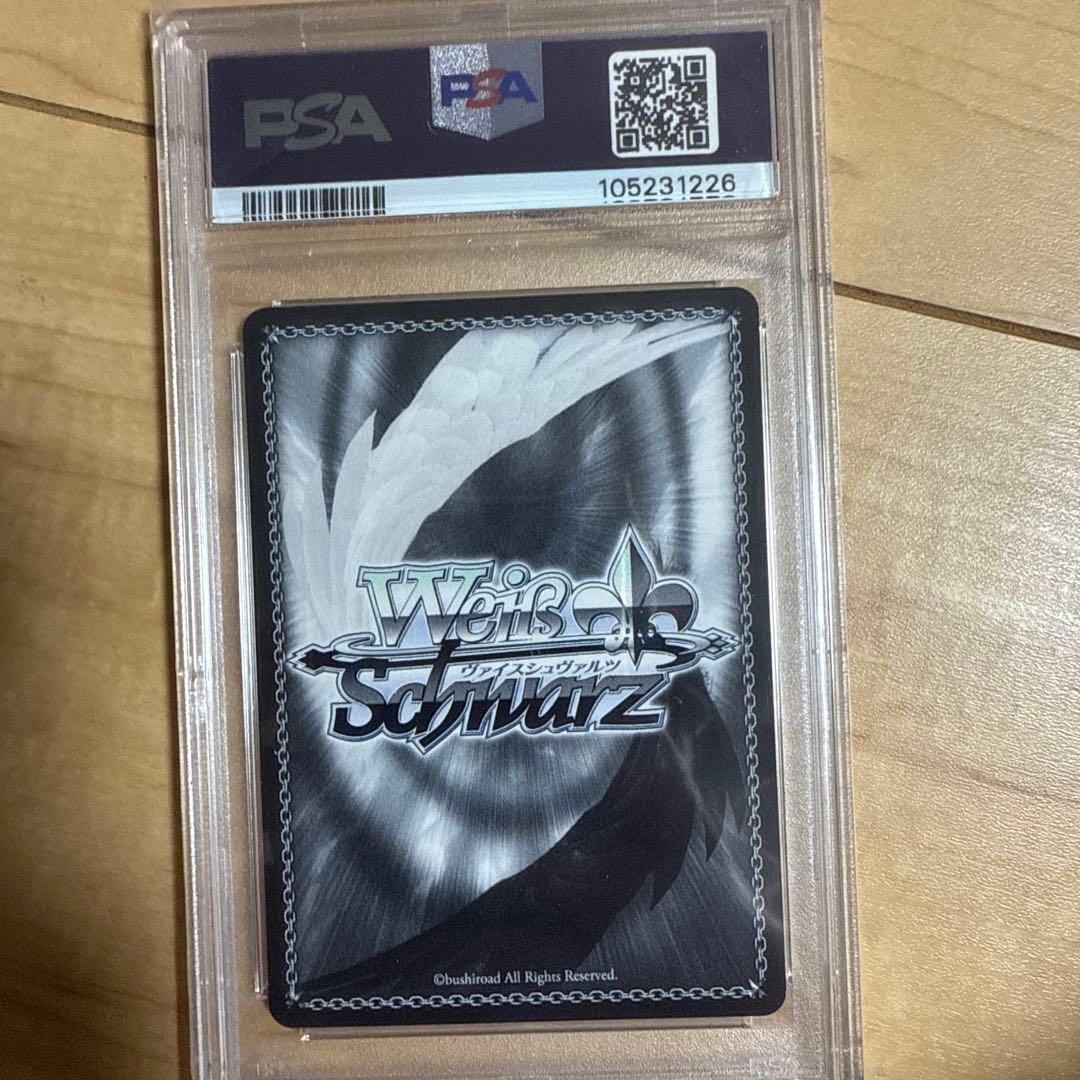 PSA
PSA
105231226
Weiß
ヴァイスシュヴァルツ
Schwarz
©bushiroad All Rights Reserved.
PSA